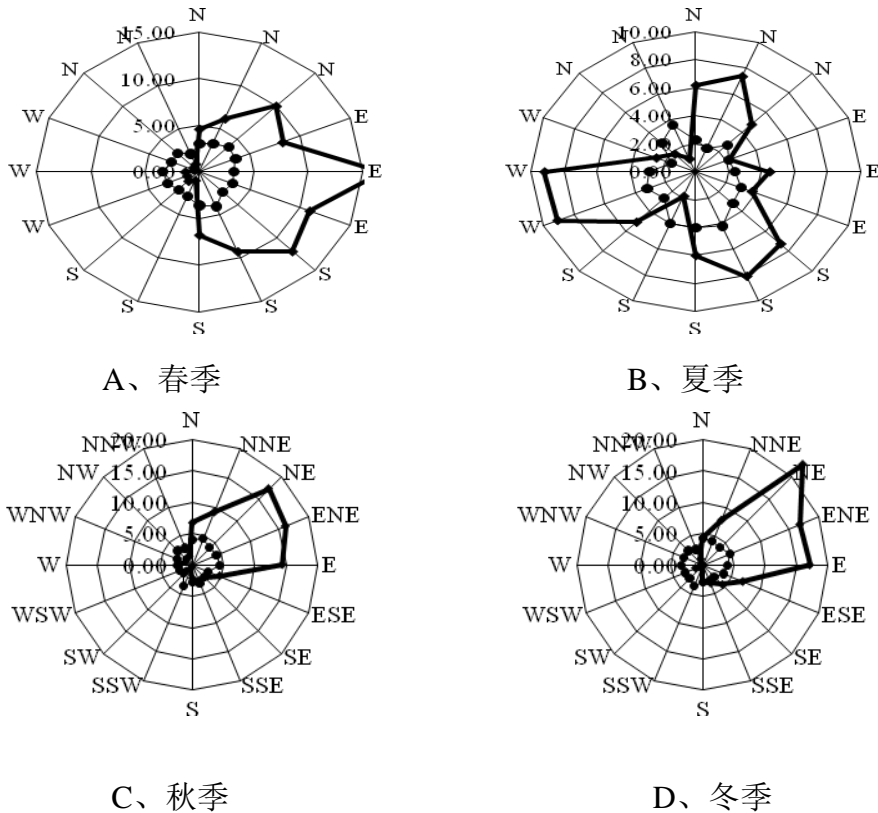 N
15.00
N N
N 10.00 N
W E
5.00
W 0.00 E
W E
S S
S S
S
A、春季
N
10.00
N N
8.00
N 6.00 N
W 4.00 E
2.00
W 0.00 E
W E
S S
S S
S
B、夏季
N
NNW 20.00 NNE
NW 15.00 NE
WNW 10.00 ENE
5.00
W 0.00 E
WSW ESE
SW SE
SSW SSE
S
C、秋季
N
NNW 20.00 NNE
NW 15.00 NE
WNW 10.00 ENE
5.00
W 0.00 E
WSW ESE
SW SE
SSW SSE
S
D、冬季